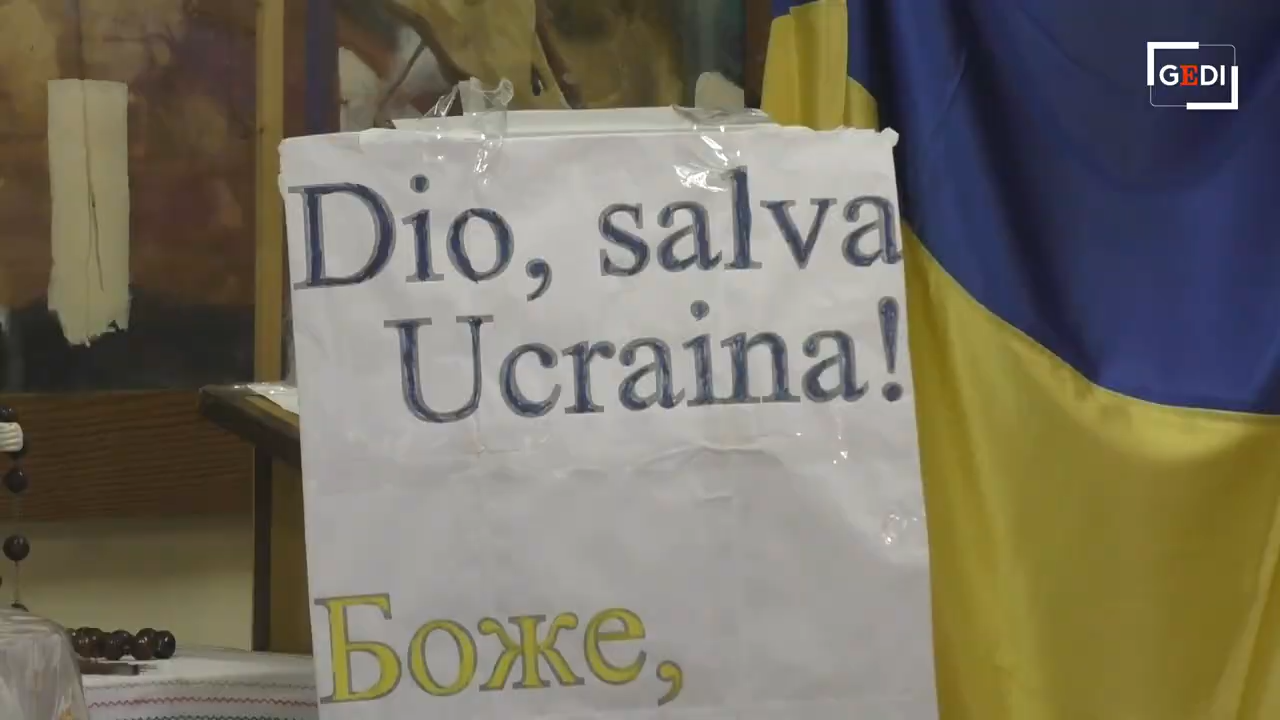 GEDI
Dio, salva
Ucraina!
Боже,